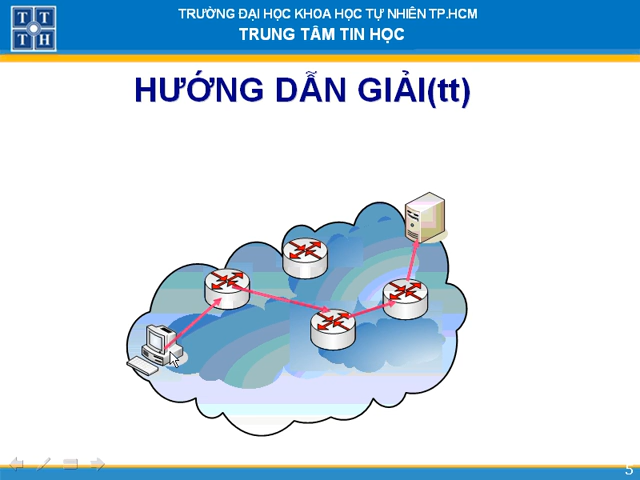 TRƯỜNG ĐẠI HỌC KHOA HỌC TỰ NHIÊN TP.HCM
TRUNG TÂM TIN HỌC
T T
T H
HƯỚNG DẪN GIẢI(tt)
5